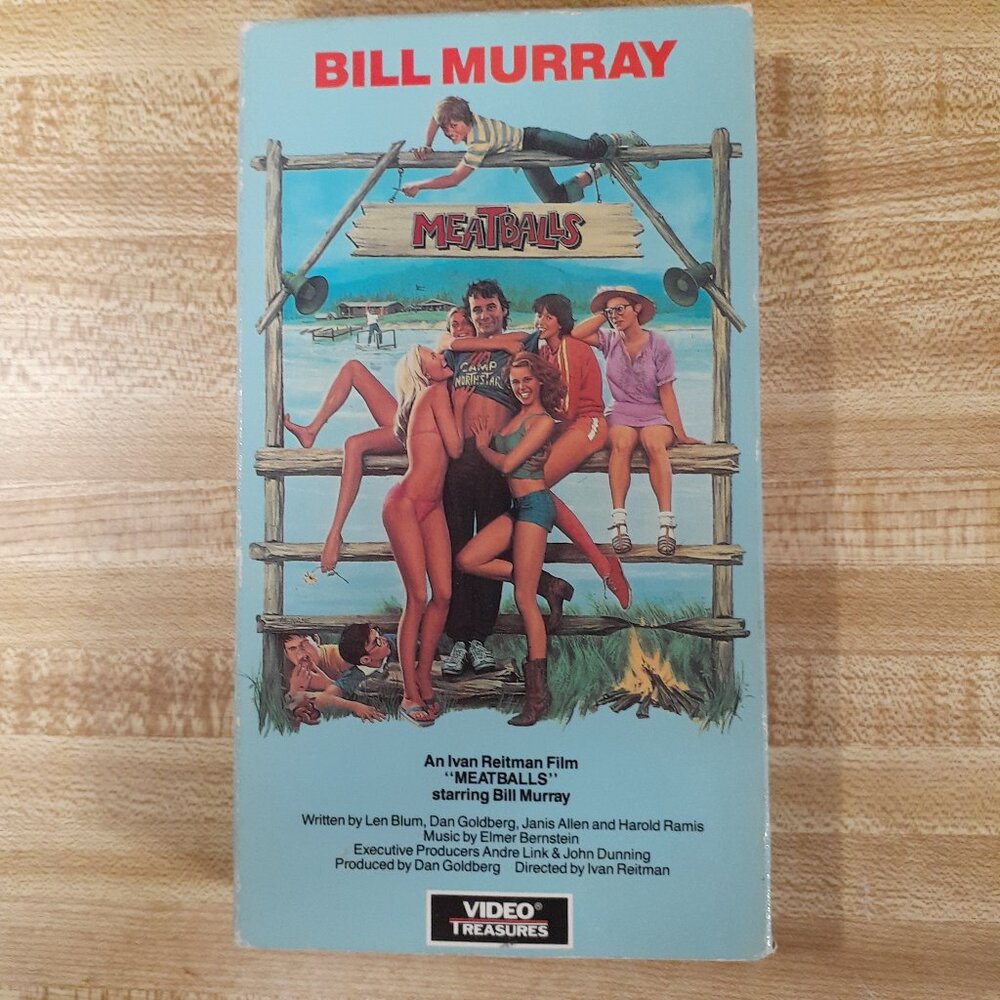 BILL MURRAY
MEATBALLS
CAMP
NORTHSTAR
An Ivan Reitman Film
"MEATBALLS"
starring Bill Murray
Written by Len Blum, Dan Goldberg, Janis Allen and Harold Ramis
Music by Elmer Bernstein
Executive Producers Andre Link & John Dunning
Produced by Dan Goldberg Directed by Ivan Reitman
VIDEO®
TREASURES